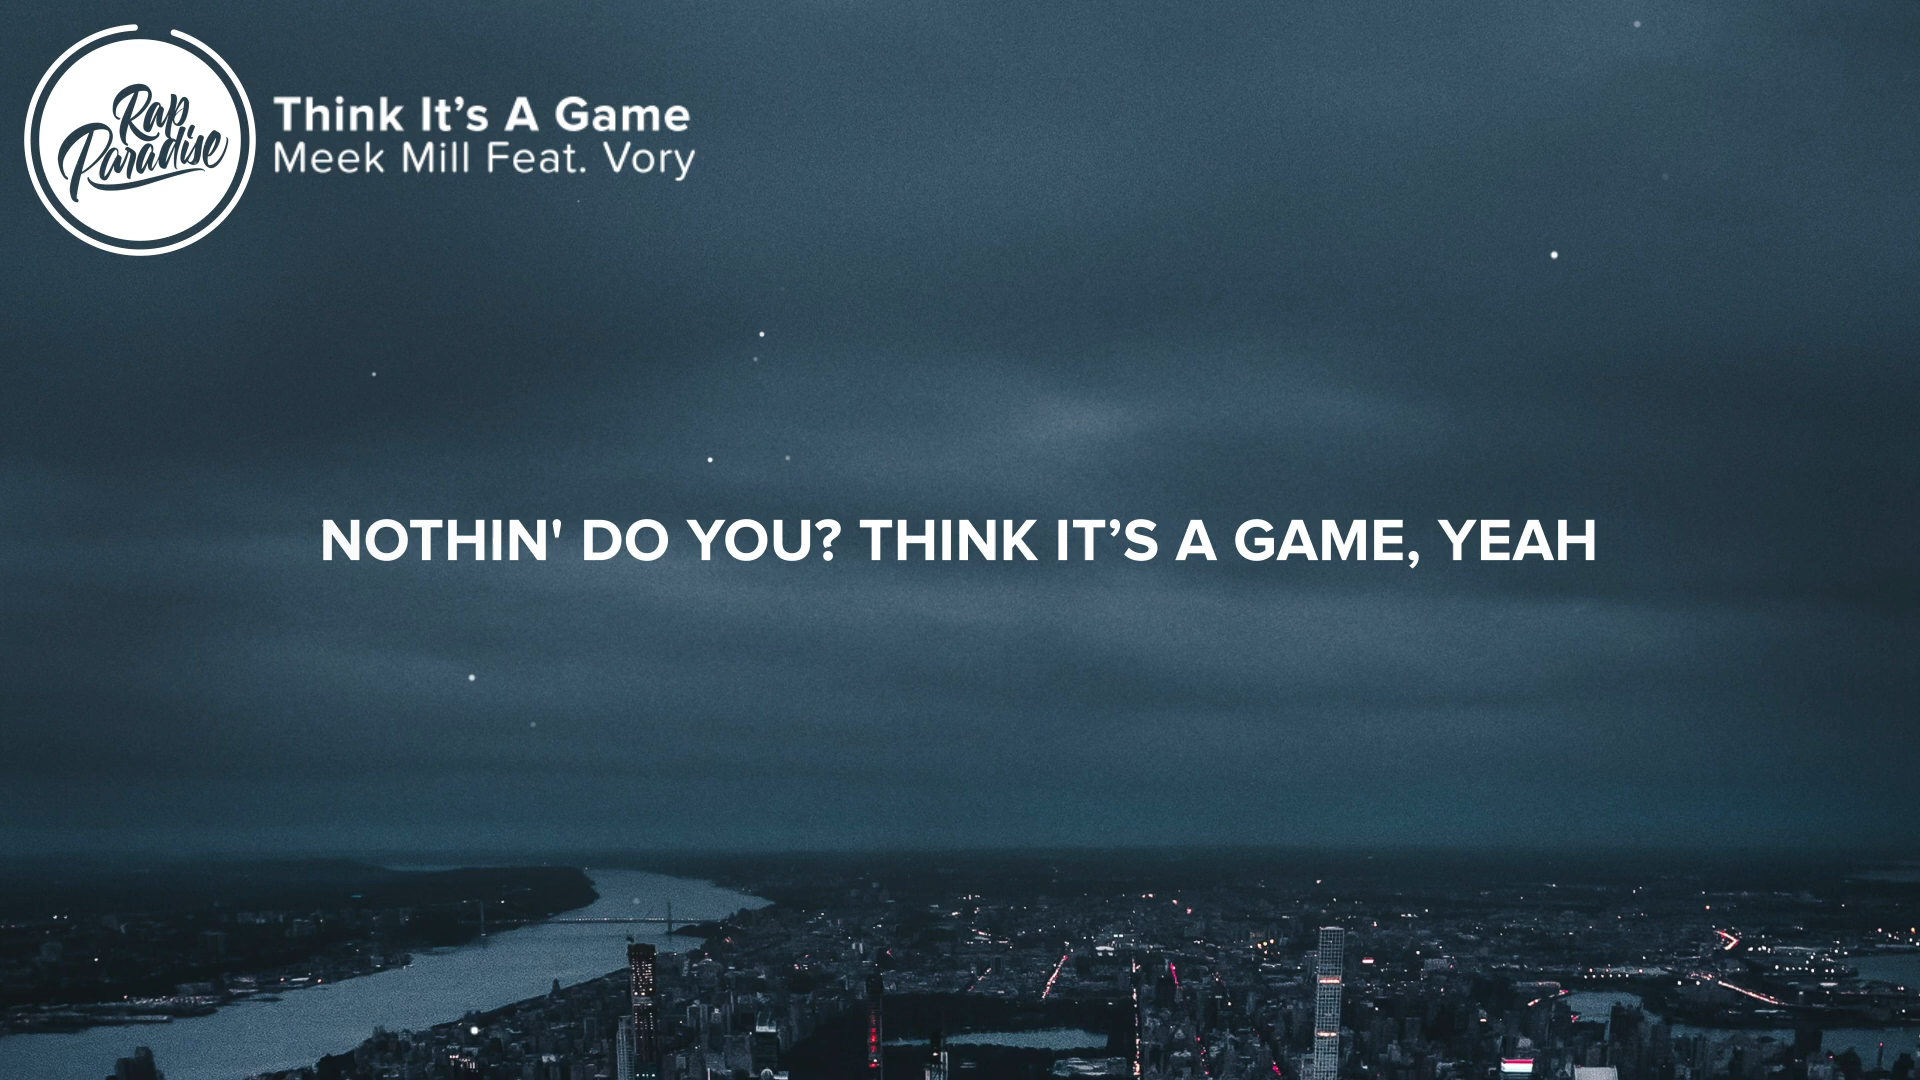 Rap
Paradise
Think It’s A Game
Meek Mill Feat. Vory
NOTHIN' DO YOU? THINK IT’S A GAME, YEAH